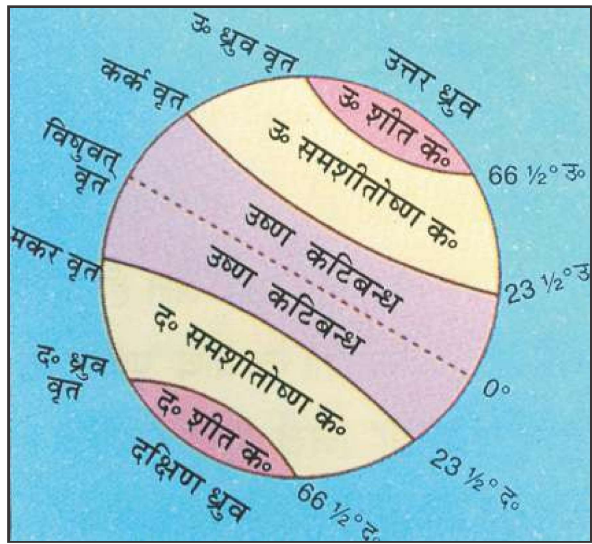 उ॰ ध्रुव वृत
उत्तर ध्रुव
कर्क वृत
उ॰ शीत क॰
विषुवत्
वृत
उ॰ समशीतोष्ण क॰
66 ½° उ॰
उष्ण कटिबन्ध
मकर वृत
उष्ण कटिबन्ध
23 ½° उ
द॰ समशीतोष्ण क॰
द॰ ध्रुव
वृत
0°
द॰ शीत क॰
दक्षिण ध्रुव
23 ½° द॰
66 ½° द॰